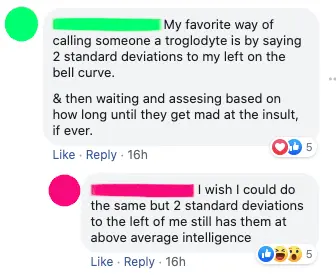 My favorite way of
calling someone a troglodyte is by saying
2 standard deviations to my left on the
bell curve.
& then waiting and assesing based on
how long until they get mad at the insult,
if ever.
Like · Reply · 16h
5
I wish I could do
the same but 2 standard deviations
to the left of me still has them at
above average intelligence
Like · Reply · 16h
5